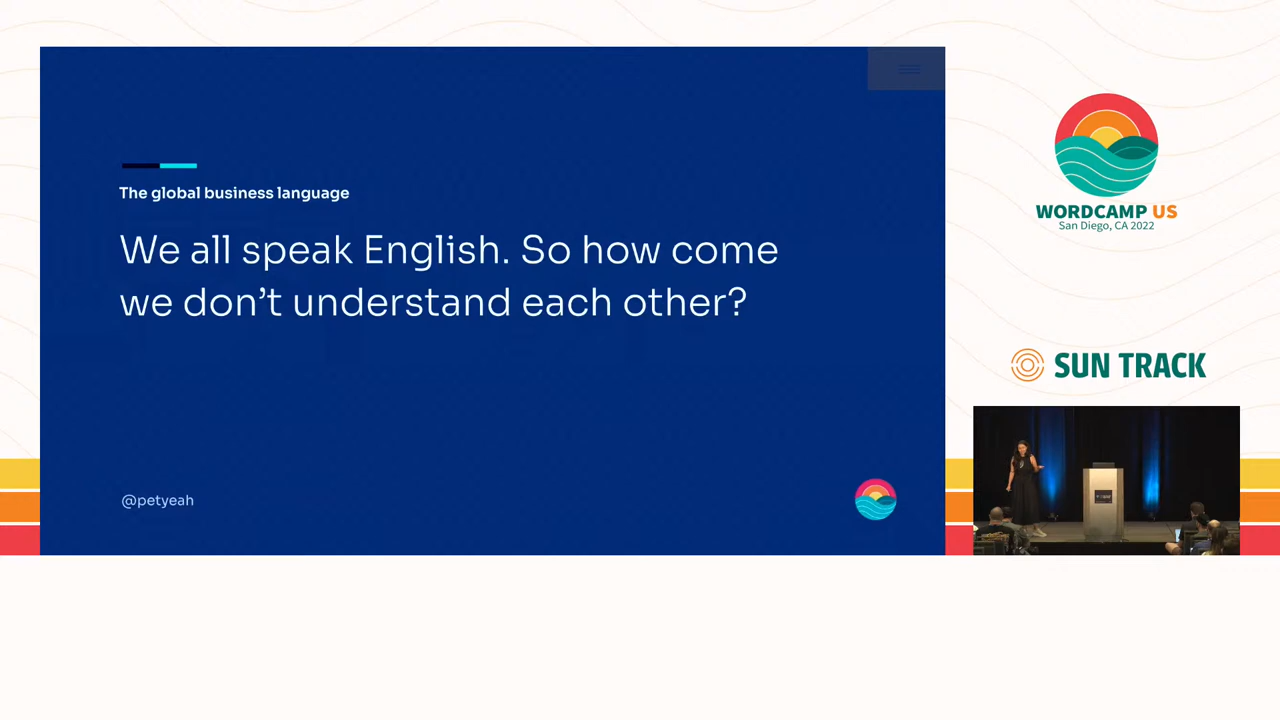 The global business language
We all speak English. So how come
we don’t understand each other?
@petyeah
WORDCAMP US
San Diego, CA 2022
SUN TRACK